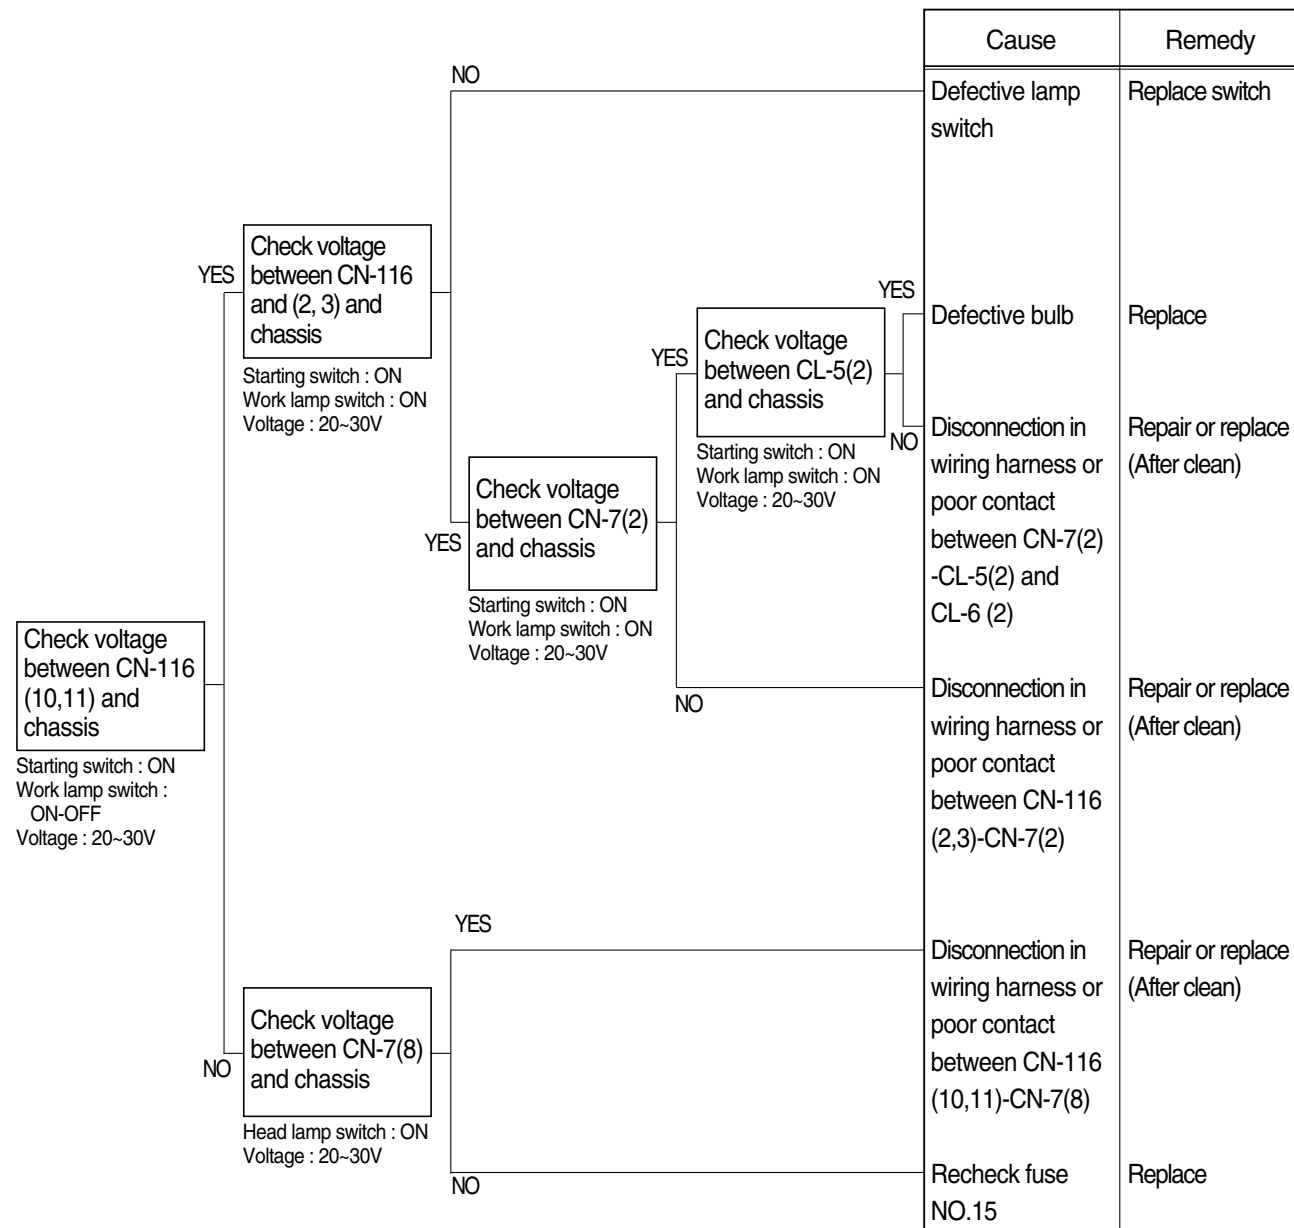 Cause
Remedy
NO
Defective lamp
switch
Replace switch
YES
Check voltage
between CN-116
and (2, 3) and
chassis
Starting switch : ON
Work lamp switch : ON
Voltage : 20~30V
YES
Check voltage
between CL-5(2)
and chassis
Starting switch : ON
Work lamp switch : ON
Voltage : 20~30V
YES
Defective bulb
Replace
NO
Disconnection in
wiring harness or
poor contact
between CN-7(2)
-CL-5(2) and
CL-6 (2)
Repair or replace
(After clean)
YES
Check voltage
between CN-7(2)
and chassis
Starting switch : ON
Work lamp switch : ON
Voltage : 20~30V
NO
Disconnection in
wiring harness or
poor contact
between CN-116
(2,3)-CN-7(2)
Repair or replace
(After clean)
Check voltage
between CN-116
(10,11) and
chassis
Starting switch : ON
Work lamp switch :
ON-OFF
Voltage : 20~30V
YES
Disconnection in
wiring harness or
poor contact
between CN-116
(10,11)-CN-7(8)
Repair or replace
(After clean)
NO
Check voltage
between CN-7(8)
and chassis
Head lamp switch : ON
Voltage : 20~30V
NO
Recheck fuse
NO.15
Replace